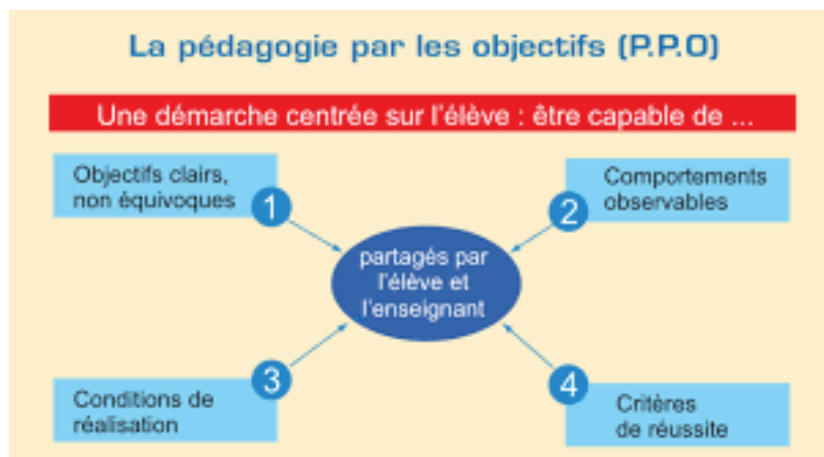 La pédagogie par les objectifs (P.P.O)
Une démarche centrée sur l'élève : être capable de ...
Objectifs clairs,
non équivoques
1
Comportements
observables
2
partagés par
l'élève et
l'enseignant
Conditions de
réalisation
3
Critères
de réussite
4